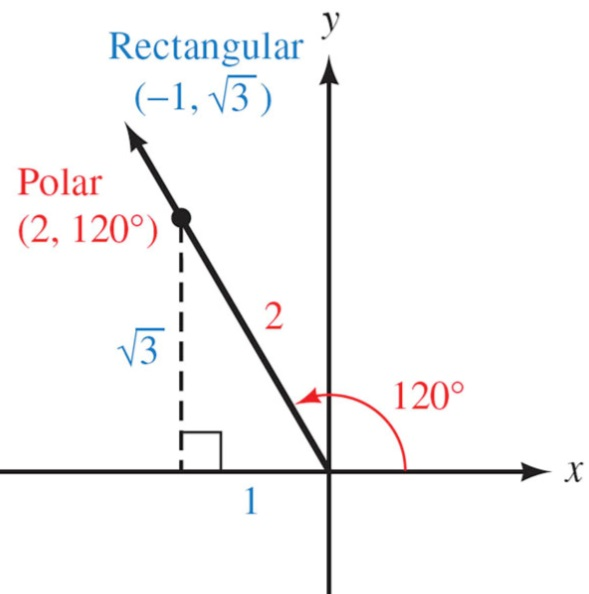 y
Rectangular
(−1, √3)
Polar
(2, 120°)
2
√3
120°
x
1